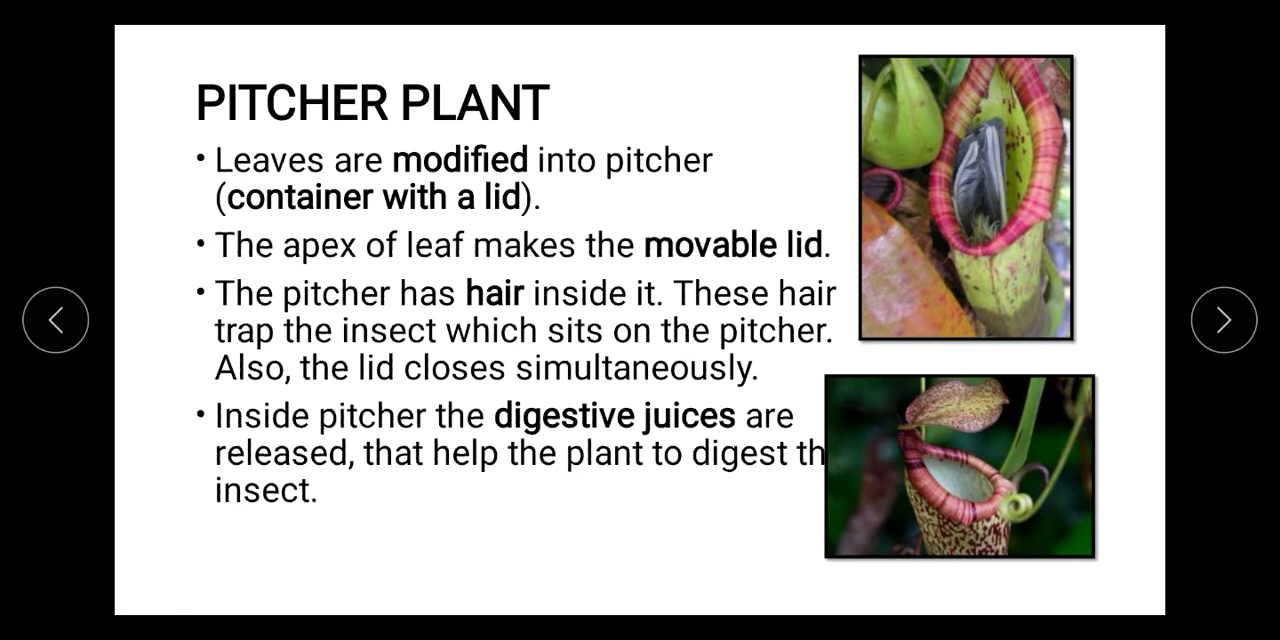 PITCHER PLANT
• Leaves are modified into pitcher
(container with a lid).
• The apex of leaf makes the movable lid.
• The pitcher has hair inside it. These hair
trap the insect which sits on the pitcher.
Also, the lid closes simultaneously.
• Inside pitcher the digestive juices are
released, that help the plant to digest th
insect.